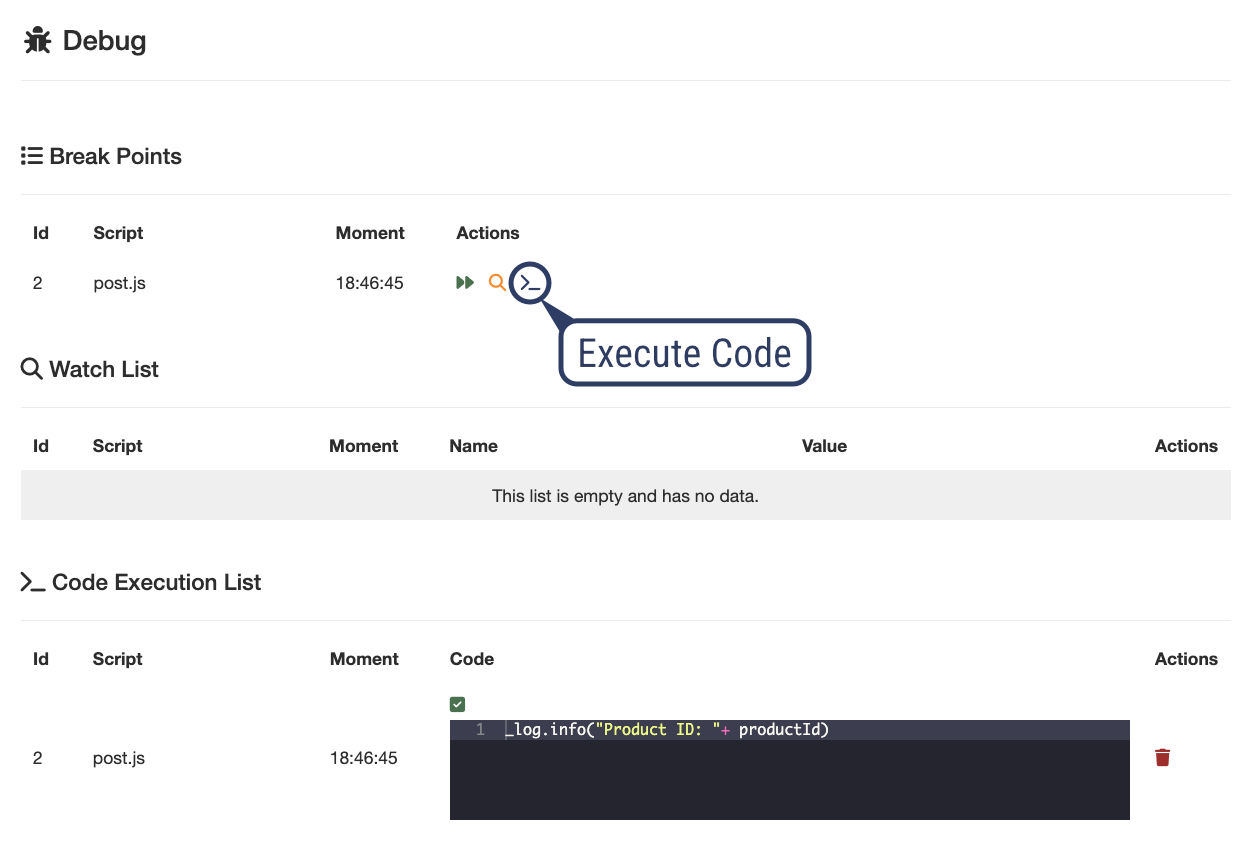 Debug
Break Points
Id Script Moment Actions
2 post.js 18:46:45
Execute Code
Watch List
Id Script Moment Name Value Actions
This list is empty and has no data.
Code Execution List
Id Script Moment Code Actions
1 _log.info("Product ID: "+ productId)
2 post.js 18:46:45